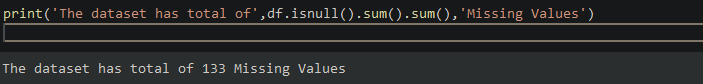 print('The dataset has total of',df.isnull().sum().sum(),'Missing Values')
The dataset has total of 133 Missing Values